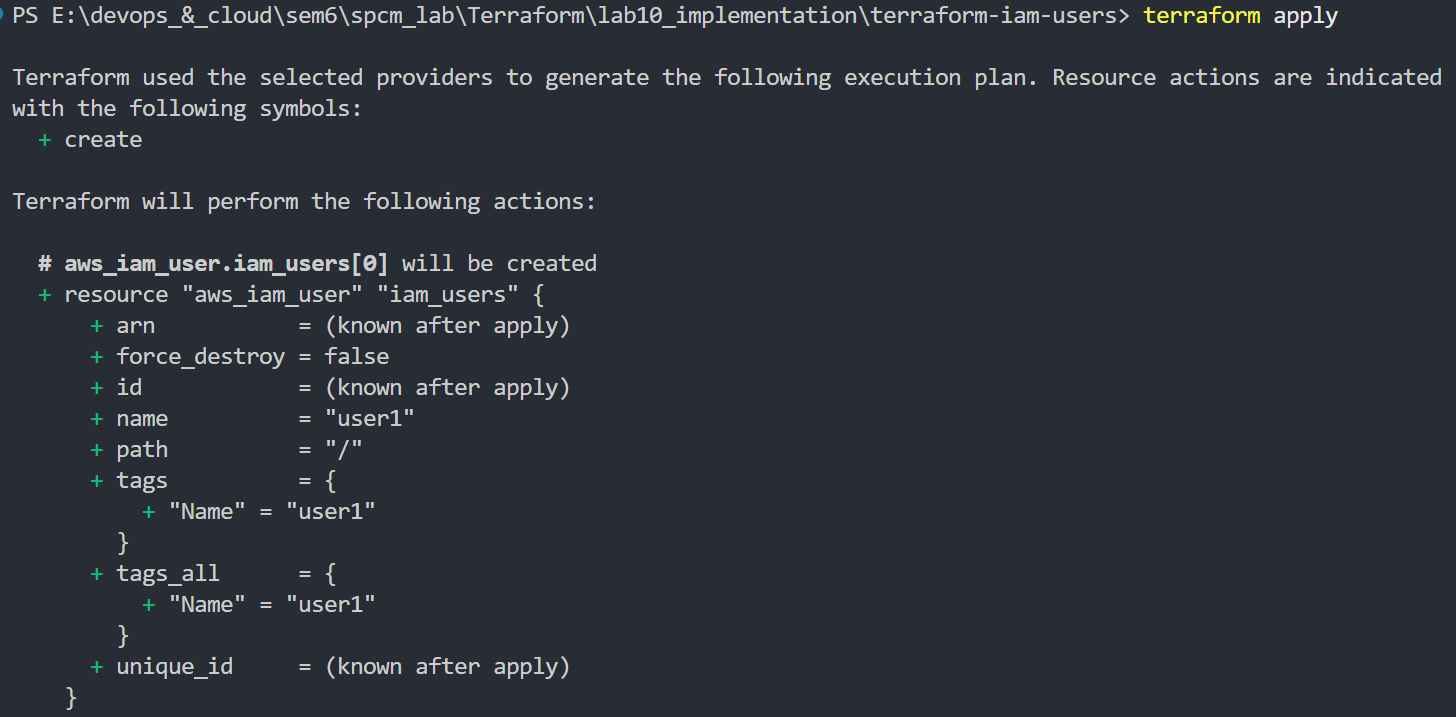 PS E:\devops_&_cloud\sem6\spcm_lab\Terraform\lab10_implementation\terraform-iam-users> terraform apply
Terraform used the selected providers to generate the following execution plan. Resource actions are indicated
with the following symbols:
  + create
Terraform will perform the following actions:
  # aws_iam_user.iam_users[0] will be created
  + resource "aws_iam_user" "iam_users" {
      + arn           = (known after apply)
      + force_destroy = false
      + id            = (known after apply)
      + name          = "user1"
      + path          = "/"
      + tags          = {
          + "Name" = "user1"
        }
      + tags_all      = {
          + "Name" = "user1"
        }
      + unique_id     = (known after apply)
    }